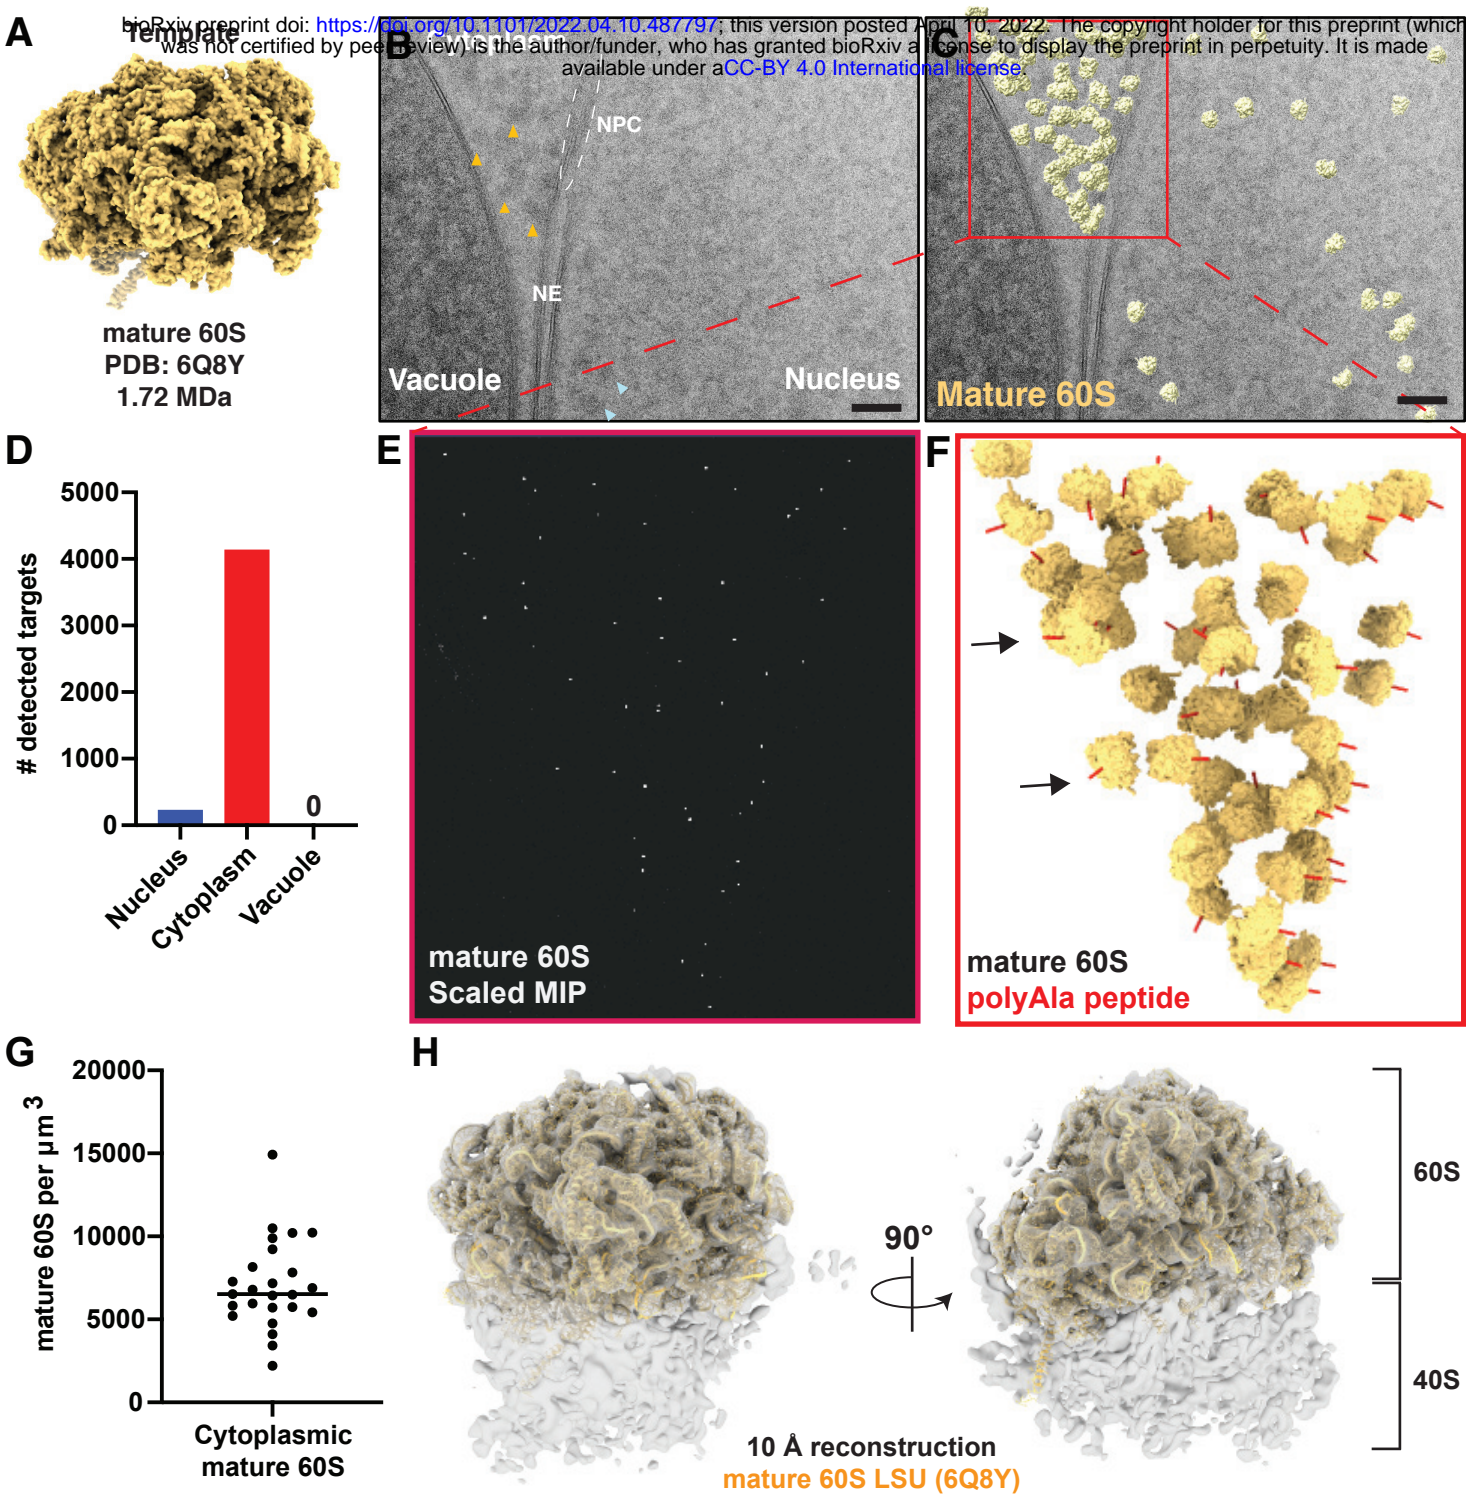 bioRxiv preprint doi: https://doi.org/10.1101/2022.04.10.487797; this version posted April 10, 2022. The copyright holder for this preprint (which
was not certified by peer review) is the author/funder, who has granted bioRxiv a license to display the preprint in perpetuity. It is made
available under aCC-BY 4.0 International license.
A
Template
mature 60S
PDB: 6Q8Y
1.72 MDa
B
Cytoplasm
NPC
NE
Vacuole
Nucleus
C
Mature 60S
D
# detected targets
5000
4000
3000
2000
1000
0
0
Nucleus
Cytoplasm
Vacuole
E
mature 60S
Scaled MIP
F
mature 60S
polyAla peptide
G
mature 60S per µm3
20000
15000
10000
5000
0
Cytoplasmic
mature 60S
H
90°
60S
40S
10 Å reconstruction
mature 60S LSU (6Q8Y)